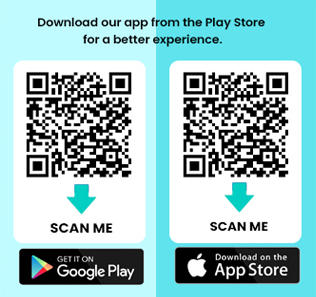 Download our app from the Play Store
for a better experience.
SCAN ME
SCAN ME
GET IT ON
Google Play
Download on the
App Store